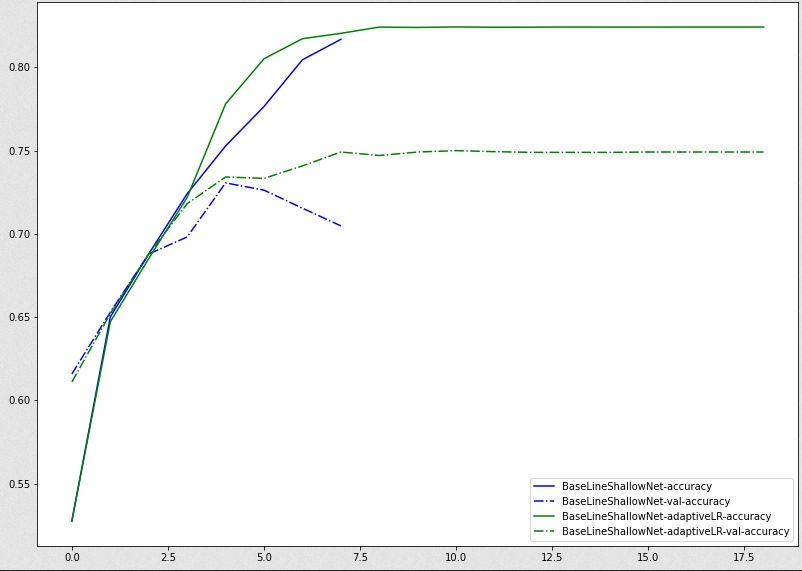 0.80
0.75
0.70
0.65
0.60
0.55
0.0 2.5 5.0 7.5 10.0 12.5 15.0 17.5
BaseLineShallowNet-accuracy
BaseLineShallowNet-val-accuracy
BaseLineShallowNet-adaptiveLR-accuracy
BaseLineShallowNet-adaptiveLR-val-accuracy